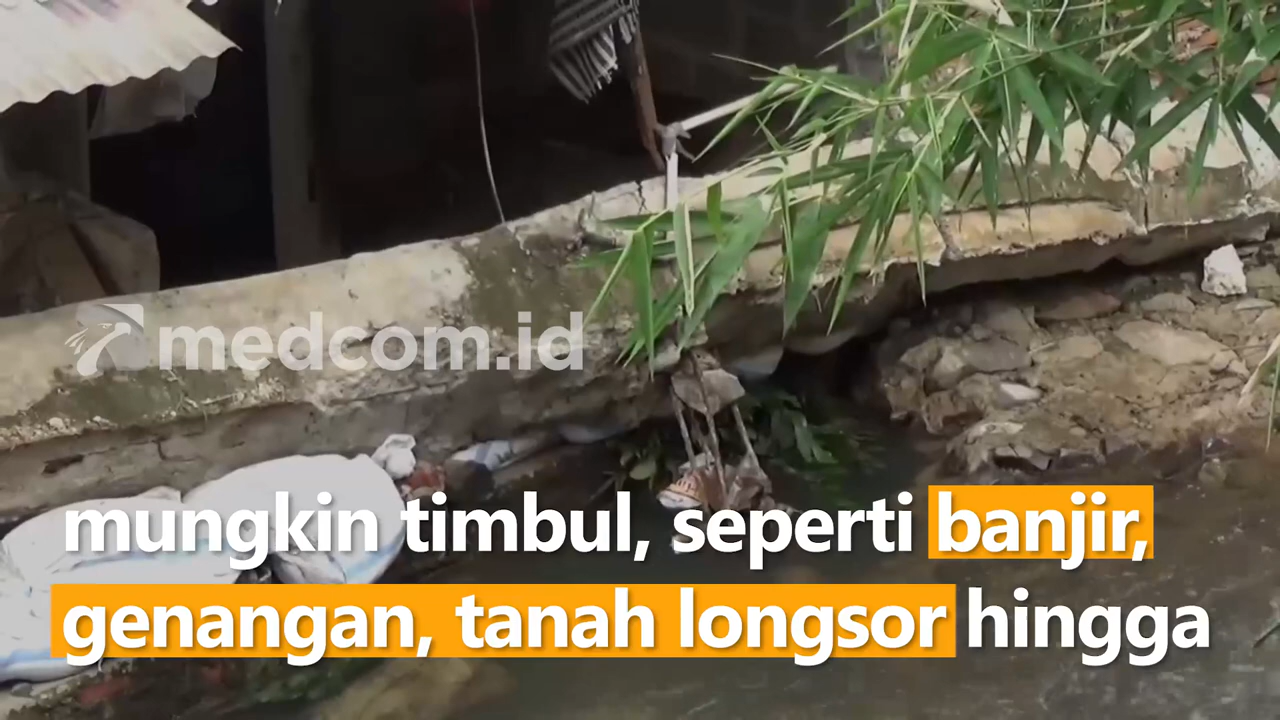 medcom.id
mungkin timbul, seperti banjir,
genangan, tanah longsor hingga